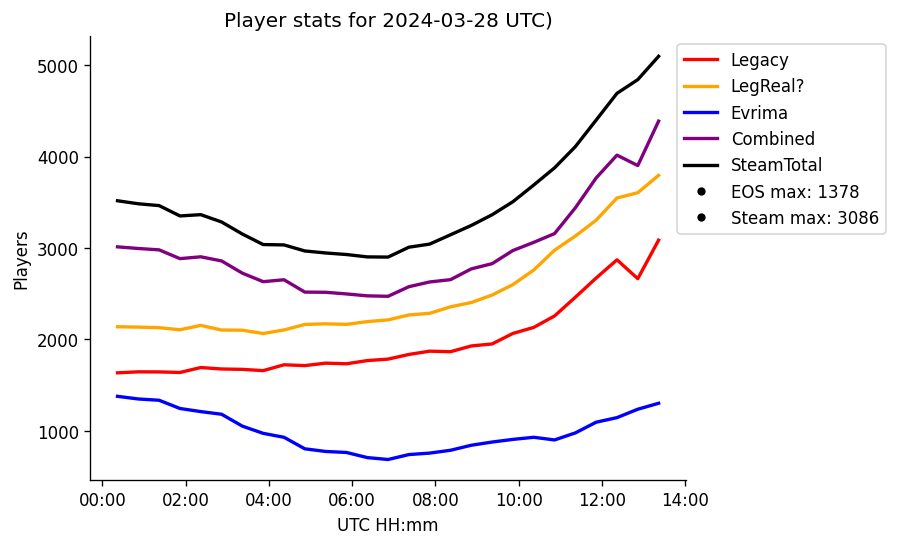 Player stats for 2024-03-28 UTC)
Players
5000
4000
3000
2000
1000
00:00 02:00 04:00 06:00 08:00 10:00 12:00 14:00
UTC HH:mm
Legacy
LegReal?
Evrima
Combined
SteamTotal
EOS max: 1378
Steam max: 3086